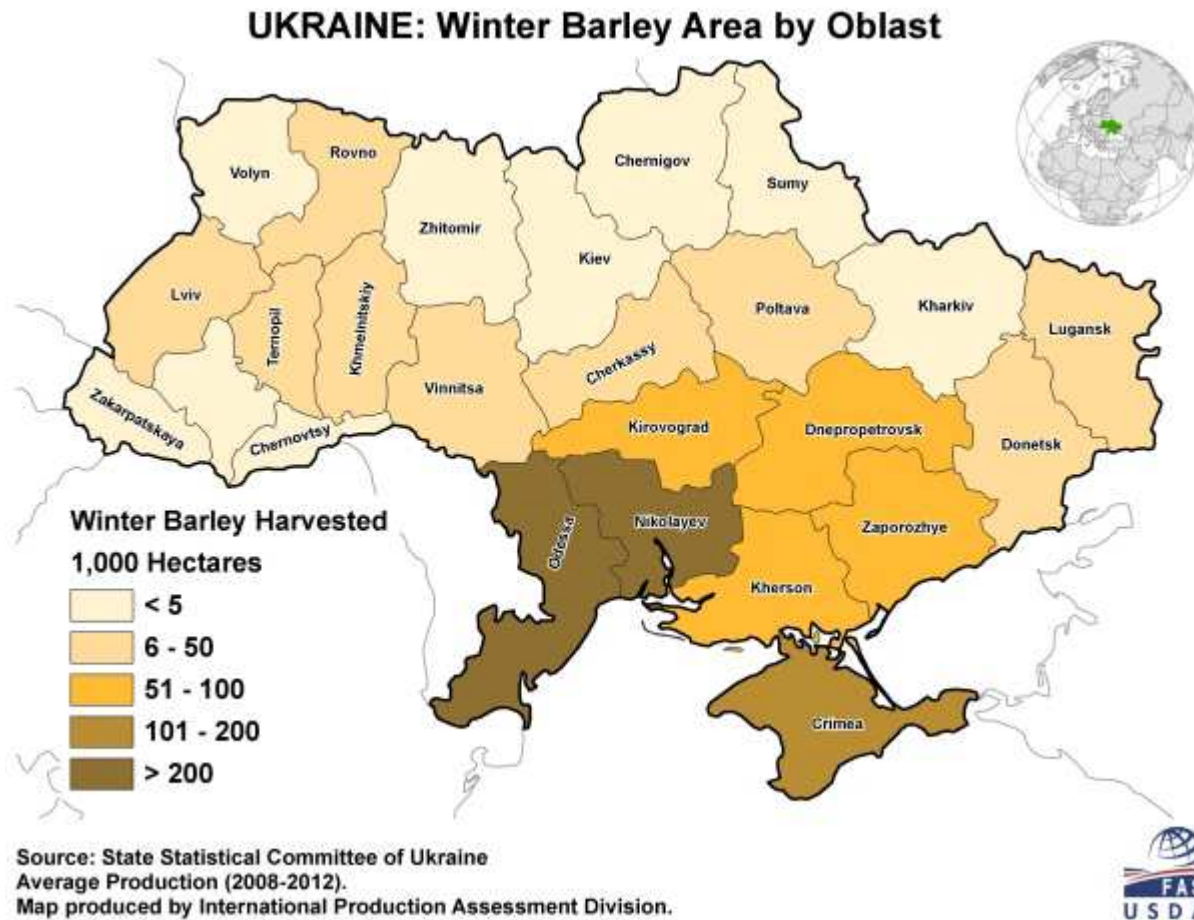 UKRAINE: Winter Barley Area by Oblast
Volyn
Rovno
Zhitomir
Kiev
Chernigov
Sumy
Lviv
Ternopil
Khmelnitskiy
Vinnitsa
Cherkassy
Poltava
Kharkiv
Lugansk
Zakarpatskaya
Chernovtsy
Kirovograd
Dnepropetrovsk
Donetsk
Odessa
Nikolayev
Zaporozhye
Kherson
Crimea
Winter Barley Harvested
1,000 Hectares
< 5
6 - 50
51 - 100
101 - 200
> 200
Source: State Statistical Committee of Ukraine
Average Production (2008-2012).
Map produced by International Production Assessment Division.
FA
USD